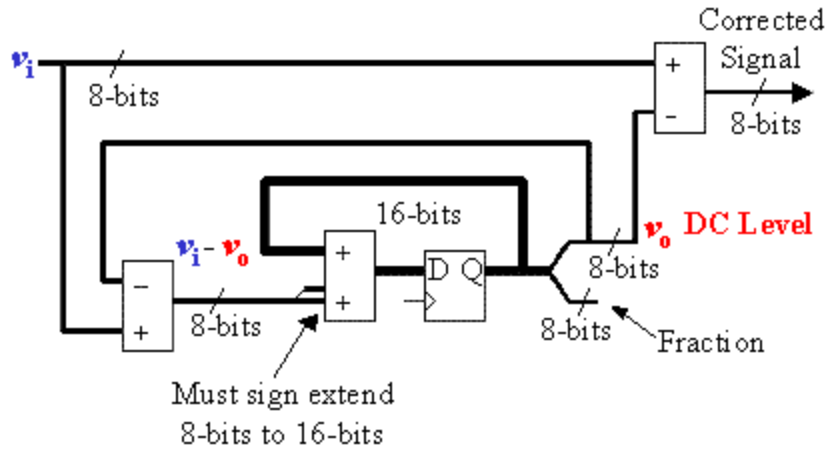 Corrected
Signal
vi
8-bits
+
-
8-bits
16-bits
vi - vo
+
+
D Q
vo DC Level
8-bits
8-bits
-
+
8-bits
Fraction
Must sign extend
8-bits to 16-bits